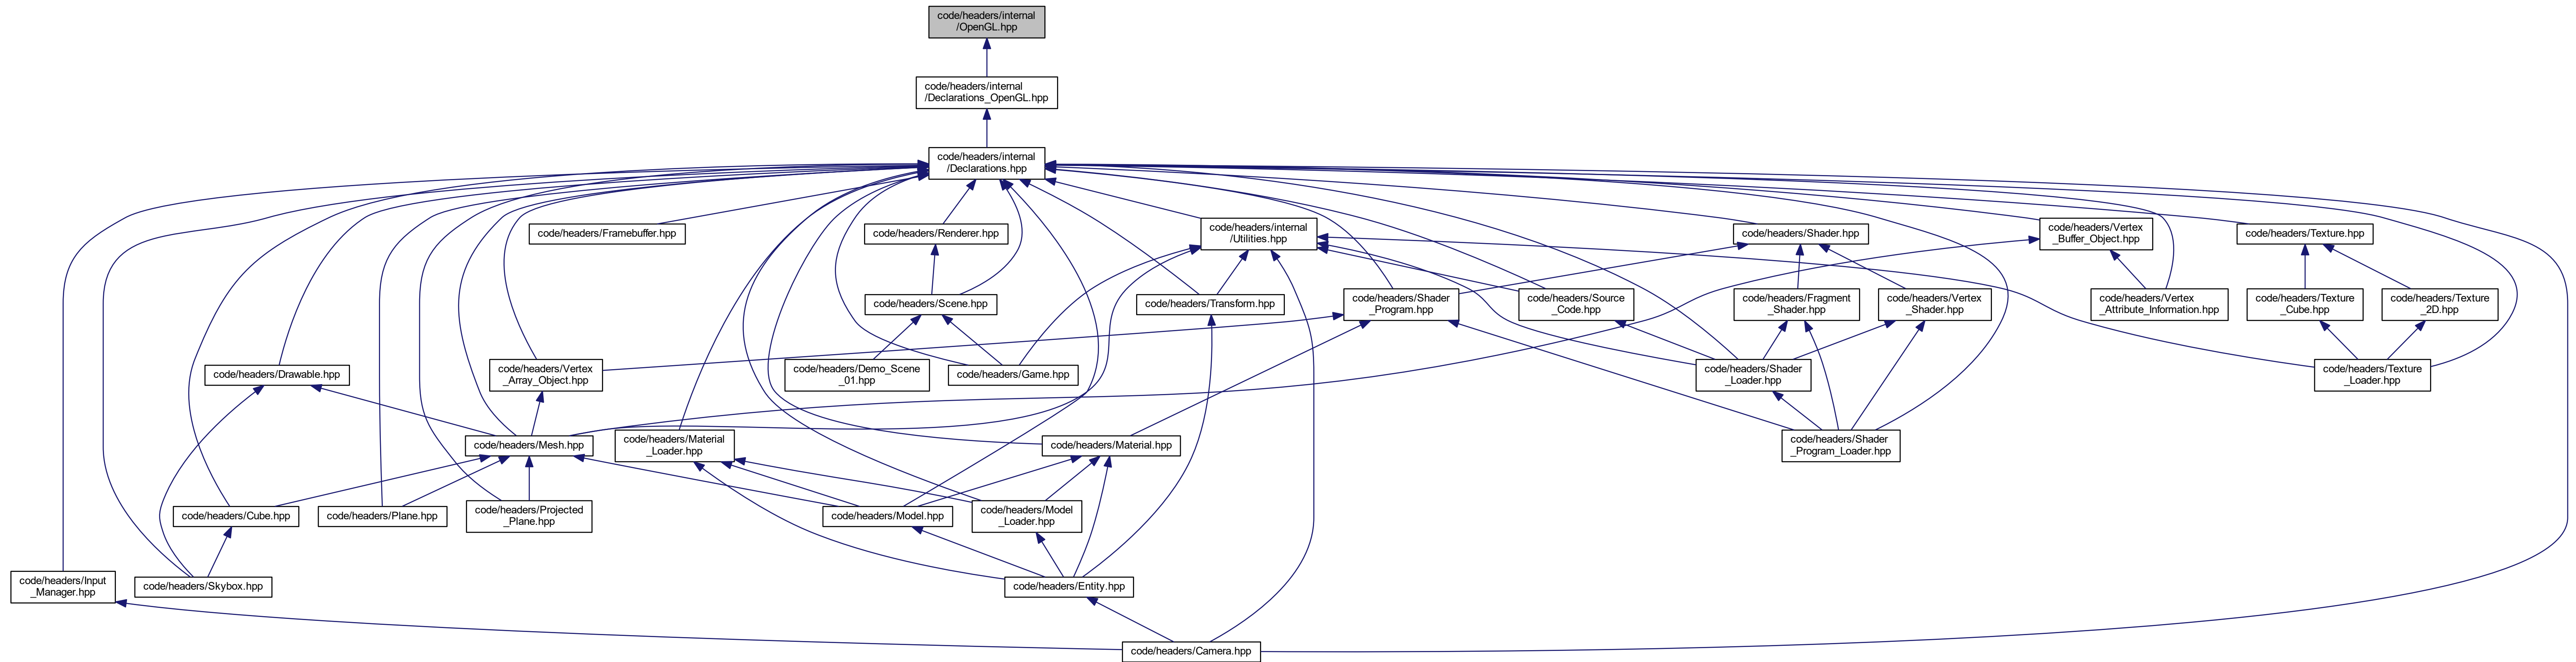 code/headers/internal
/OpenGL.hpp
code/headers/internal
/Declarations_OpenGL.hpp
code/headers/internal
/Declarations.hpp
code/headers/Framebuffer.hpp
code/headers/Renderer.hpp
code/headers/internal
/Utilities.hpp
code/headers/Shader.hpp
code/headers/Vertex
_Buffer_Object.hpp
code/headers/Texture.hpp
code/headers/Scene.hpp
code/headers/Transform.hpp
code/headers/Shader
_Program.hpp
code/headers/Source
_Code.hpp
code/headers/Fragment
_Shader.hpp
code/headers/Vertex
_Shader.hpp
code/headers/Vertex
_Attribute_Information.hpp
code/headers/Texture
_Cube.hpp
code/headers/Texture
_2D.hpp
code/headers/Drawable.hpp
code/headers/Vertex
_Array_Object.hpp
code/headers/Demo_Scene
_01.hpp
code/headers/Game.hpp
code/headers/Shader
_Loader.hpp
code/headers/Texture
_Loader.hpp
code/headers/Mesh.hpp
code/headers/Material
_Loader.hpp
code/headers/Material.hpp
code/headers/Shader
_Program_Loader.hpp
code/headers/Cube.hpp
code/headers/Plane.hpp
code/headers/Projected
_Plane.hpp
code/headers/Model.hpp
code/headers/Model
_Loader.hpp
code/headers/Input
_Manager.hpp
code/headers/Skybox.hpp
code/headers/Entity.hpp
code/headers/Camera.hpp